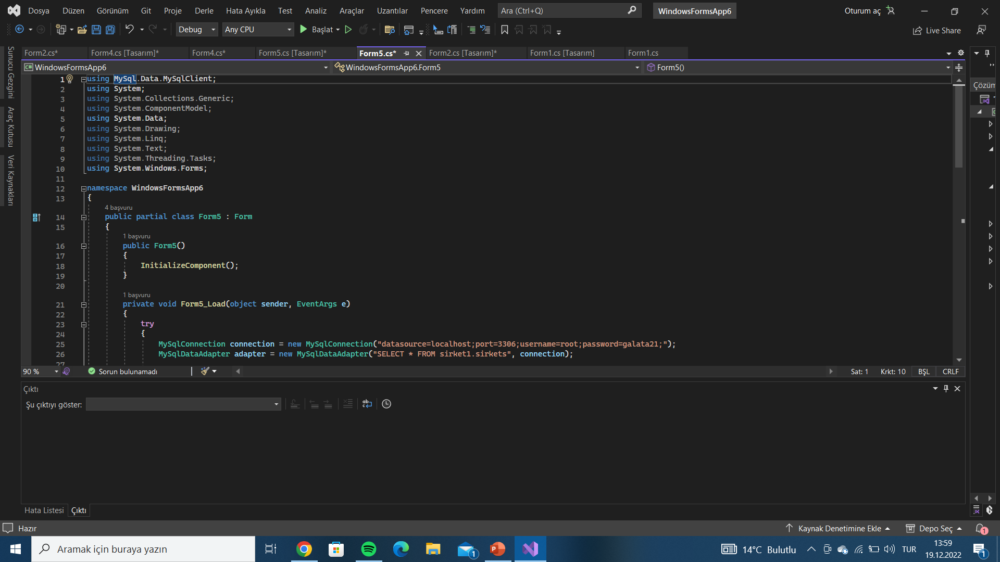 Dosya Düzen Görünüm Git Proje Derle Hata Ayıkla Test Analiz Araçlar Uzantılar Pencere Yardım Ara (Ctrl+Q) WindowsFormsApp6 Oturum aç
Debug Any CPU Başlat Live Share
Form2.cs* Form4.cs [Tasarım]* Form4.cs* Form5.cs [Tasarım]* Form5.cs* Form2.cs [Tasarım]* Form1.cs [Tasarım] Form1.cs
WindowsFormsApp6 WindowsFormsApp6.Form5 Form5()
Sunucu Gezgini
Araç Kutusu
Veri Kaynakları
Çözüm
1 using MySql.Data.MySqlClient;
2 using System;
3 using System.Collections.Generic;
4 using System.ComponentModel;
5 using System.Data;
6 using System.Drawing;
7 using System.Linq;
8 using System.Text;
9 using System.Threading.Tasks;
10 using System.Windows.Forms;
11
12 namespace WindowsFormsApp6
13 {
4 başvuru
14 public partial class Form5 : Form
15 {
1 başvuru
16 public Form5()
17 {
18 InitializeComponent();
19 }
20
1 başvuru
21 private void Form5_Load(object sender, EventArgs e)
22 {
23 try
24 {
25 MySqlConnection connection = new MySqlConnection("datasource=localhost;port=3306;username=root;password=galata21;");
26 MySqlDataAdapter adapter = new MySqlDataAdapter("SELECT * FROM sirket1.sirkets", connection);
27
90 % Sorun bulunamadı Sat: 1 Krkt: 10 BŞL CRLF
Çıktı
Şu çıktıyı göster:
Hata Listesi Çıktı
Hazır Kaynak Denetimine Ekle Depo Seç 1
Aramak için buraya yazın 1 14°C Bulutlu TUR 13:59
19.12.2022 1